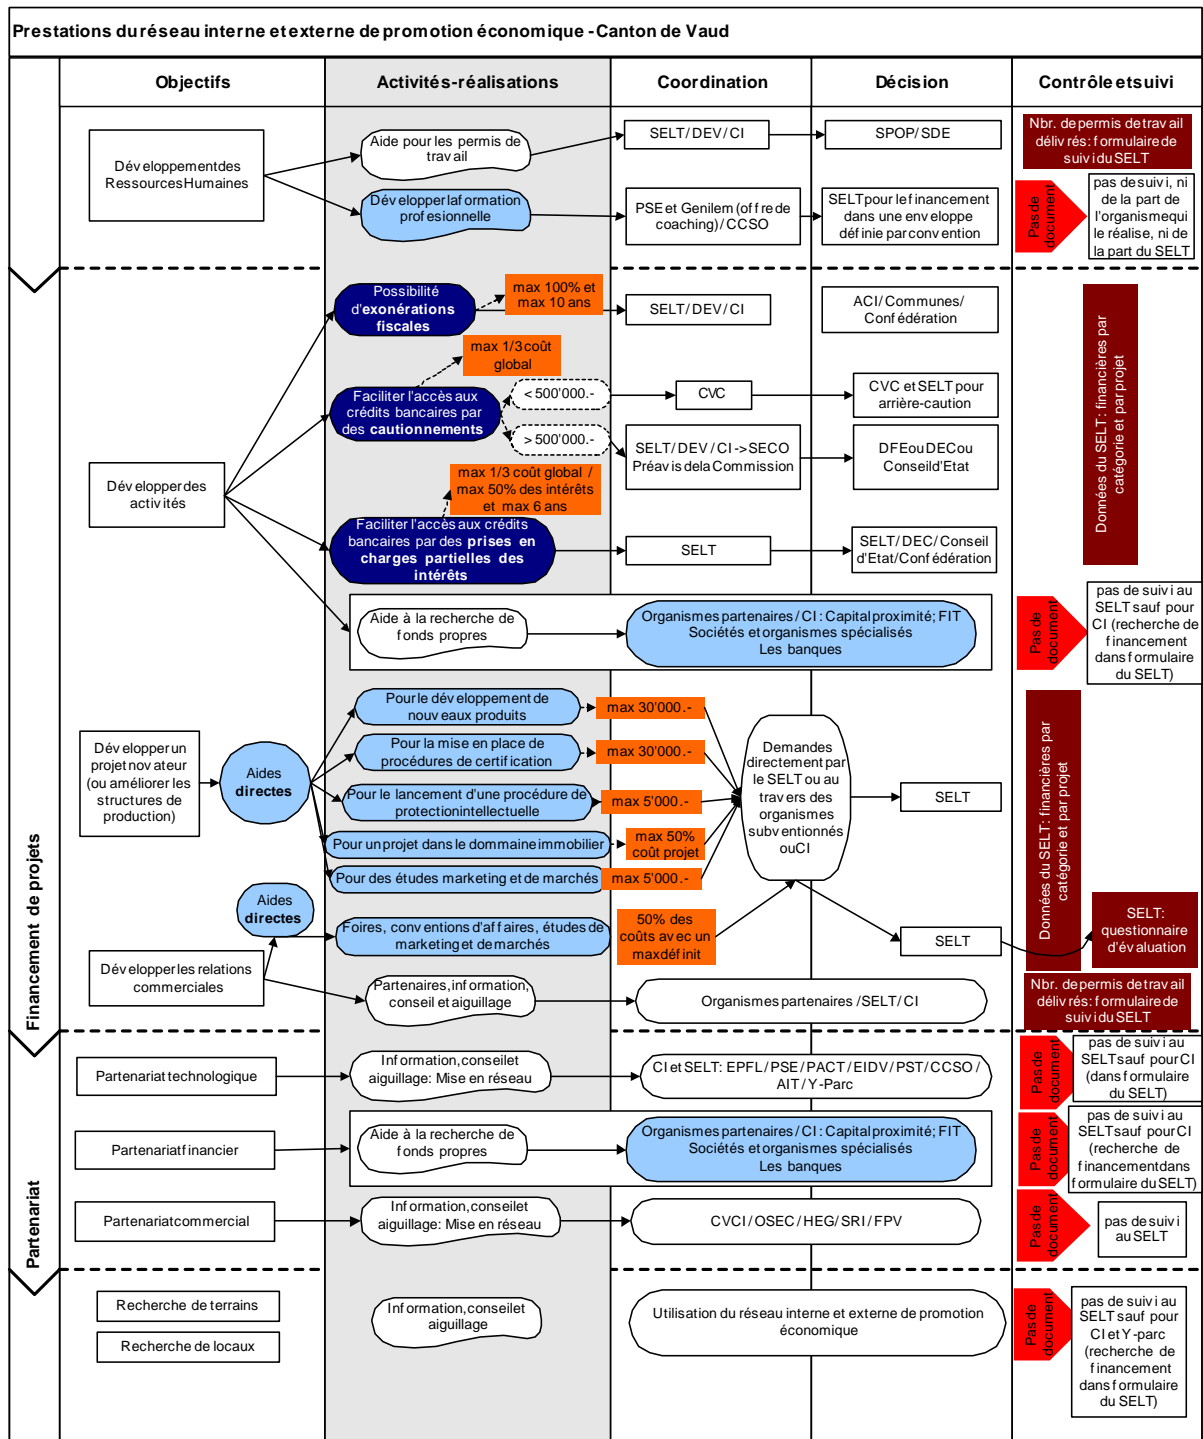 Prestations du réseau interne et externe de promotion économique - Canton de Vaud
Objectifs
Activités-réalisations
Coordination
Décision
Contrôle et suivi
Développement des
Ressources Humaines
Aide pour les permis de
travail
SELT/DEV/CI
SPOP/SDE
Nbr. de permis de travail
délivrés: formulaire de
suivi du SELT
Développer la formation
profesionnelle
PSE et Genilem (offre de
coaching)/CCSO
SELT pour le financement
dans une enveloppe
définie par convention
Pas de
document
pas de suivi, ni
de la part de
l'organisme qui
le réalise, ni de
la part du SELT
Financement de projets
Développer des
activités
Possibilité
d'exonérations
fiscales
max 100% et
max 10 ans
SELT/DEV/CI
ACI/Communes/
Confédération
max 1/3 coût
global
Faciliter l'accès aux
crédits bancaires par
des cautionnements
< 500'000.-
CVC
CVC et SELT pour
arrière-caution
> 500'000.-
SELT/DEV/CI->SECO
Préavis de la Commission
DFE ou DEC ou
Conseil d'Etat
max 1/3 coût global /
max 50% des intérêts
et max 6 ans
Faciliter l'accès aux crédits
bancaires par des prises en
charges partielles des
intérêts
SELT
SELT/DEC/Conseil
d'Etat/Confédération
Données du SELT: financières par
catégorie et par projet
Aide à la recherche de
fonds propres
Organismes partenaires / CI : Capital proximité; FIT
Sociétés et organismes spécialisés
Les banques
Pas de
document
pas de suivi au
SELT sauf pour
CI (recherche de
financement
dans formulaire
du SELT)
Développer un
projet novateur
(ou améliorer les
structures de
production)
Aides
directes
Pour le développement de
nouveaux produits
max 30'000.-
Pour la mise en place de
procédures de certification
max 30'000.-
Pour le lancement d'une procédure de
protection intellectuelle
max 5'000.-
Pour un projet dans le dommaine immobilier
max 50%
coût projet
Pour des études marketing et de marchés
max 5'000.-
Demandes
directement par
le SELT ou au
travers des
organismes
subventionnés
ou CI
SELT
Données du SELT: financières par
catégorie et par projet
Développer les relations
commerciales
Aides
directes
Foires, conventions d'affaires, études de
marketing et de marchés
50% des
coûts avec un
max définit
SELT
SELT:
questionnaire
d'évaluation
Partenaires, information,
conseil et aiguillage
Organismes partenaires /SELT/ CI
Nbr. de permis de travail
délivrés: formulaire de
suivi du SELT
Partenariat
Partenariat technologique
Information, conseil et
aiguillage: Mise en réseau
CI et SELT: EPFL/PSE/PACT/EIDV/PST/CCSO/
AIT/Y-Parc
Pas de
document
pas de suivi au
SELT sauf pour CI
(dans formulaire
du SELT)
Partenariat financier
Aide à la recherche de
fonds propres
Organismes partenaires / CI : Capital proximité; FIT
Sociétés et organismes spécialisés
Les banques
Pas de
document
pas de suivi au
SELT sauf pour CI
(recherche de
financement dans
formulaire du SELT)
Partenariat commercial
Information, conseil et
aiguillage: Mise en réseau
CVCI/OSEC/HEG/SRI/FPV
Pas de
document
pas de suivi
au SELT
Recherche de terrains
Recherche de locaux
Information, conseil et
aiguillage
Utilisation du réseau interne et externe de promotion
économique
Pas de
document
pas de suivi au
SELT sauf pour
CI et Y-parc
(recherche de
financement
dans formulaire
du SELT)